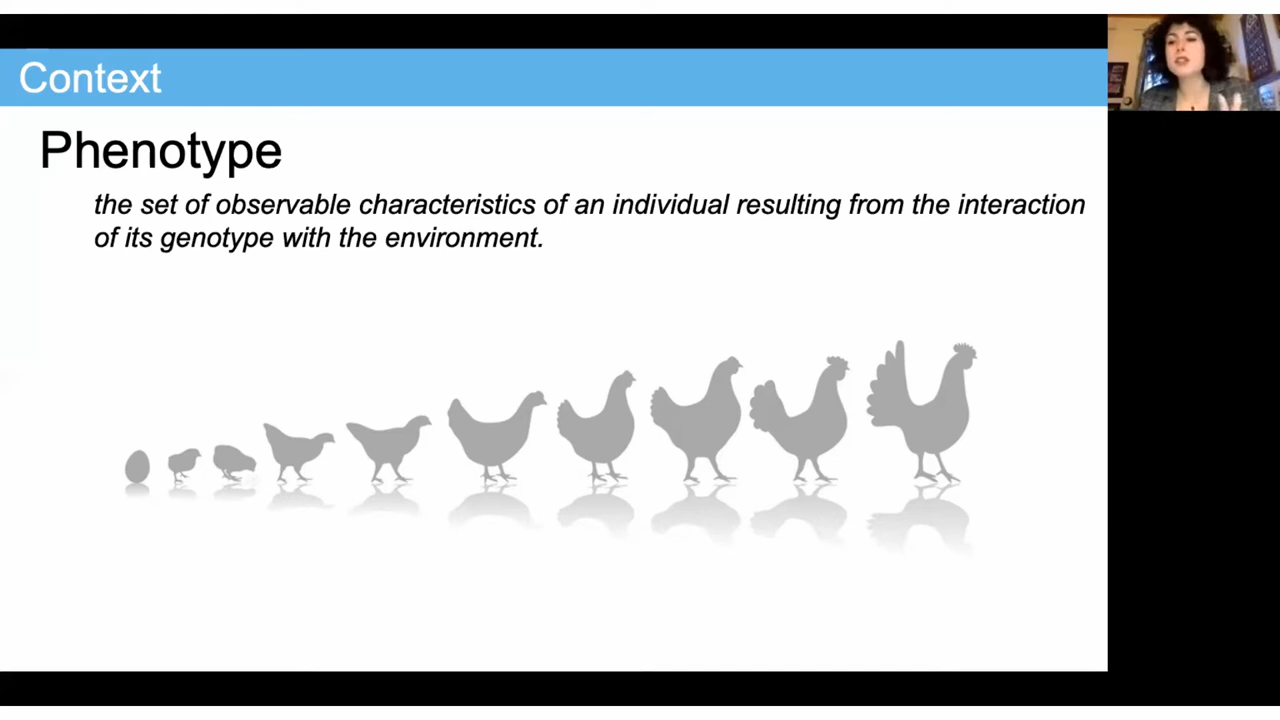 Context
Phenotype
the set of observable characteristics of an individual resulting from the interaction
of its genotype with the environment.